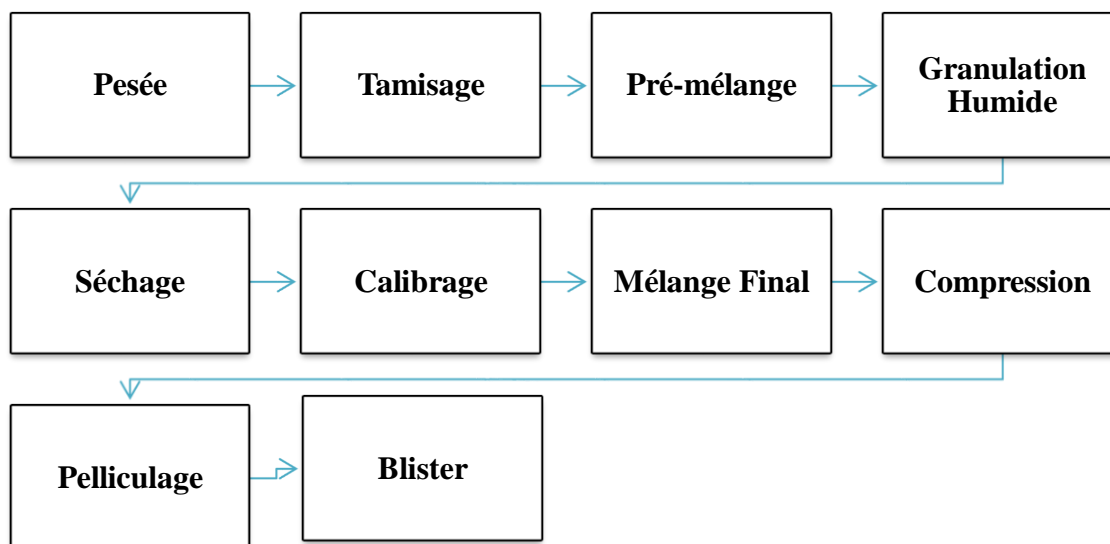 Pesée
Tamisage
Pré-mélange
Granulation
Humide
Séchage
Calibrage
Mélange Final
Compression
Pelliculage
Blister